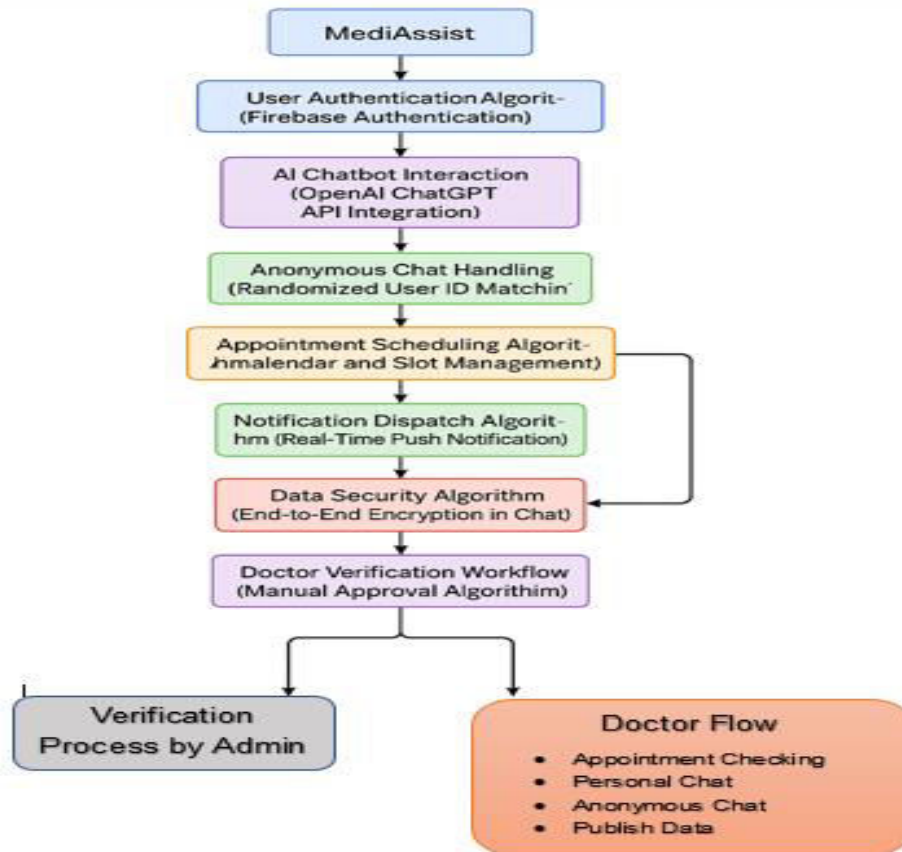 MediAssist
User Authentication Algorit-
(Firebase Authentication)
AI Chatbot Interaction
(OpenAI ChatGPT
API Integration)
Anonymous Chat Handling
(Randomized User ID Matchin
Appointment Scheduling Algorit-
hmalendar and Slot Management)
Notification Dispatch Algorit-
hm (Real-Time Push Notification)
Data Security Algorithm
(End-to-End Encryption in Chat)
Doctor Verification Workflow
(Manual Approval Algorithim)
Verification
Process by Admin
Doctor Flow
• Appointment Checking
• Personal Chat
• Anonymous Chat
• Publish Data